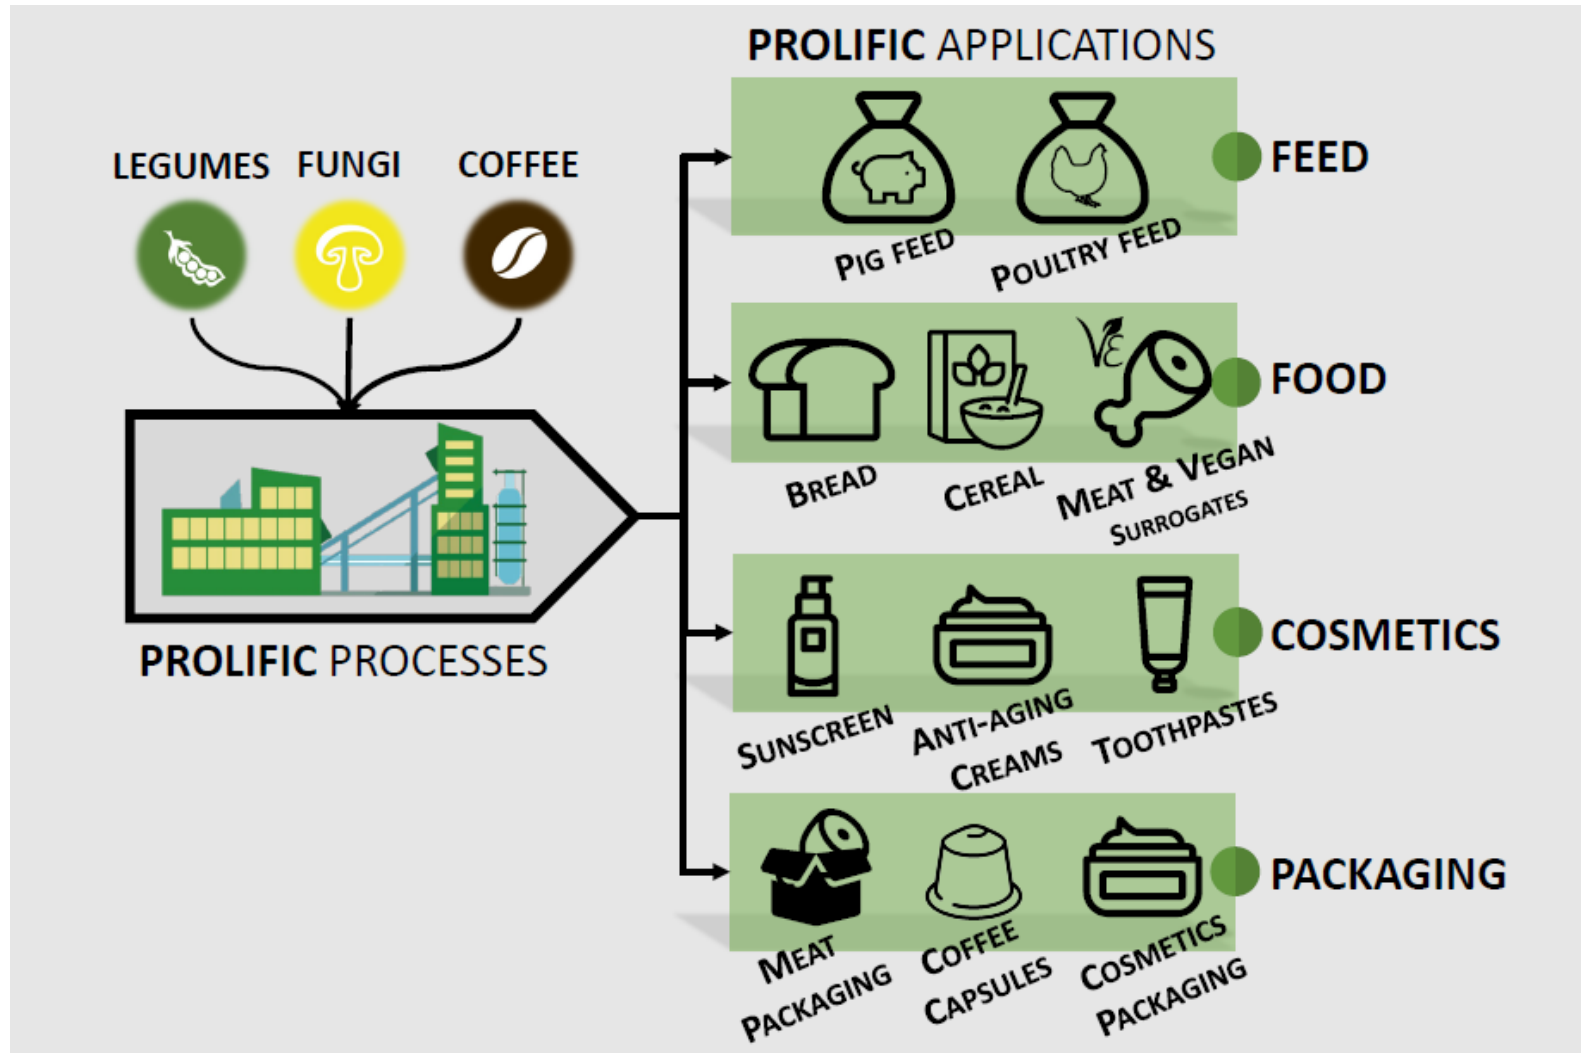 PROLIFIC APPLICATIONS
LEGUMES
FUNGI
COFFEE
PROLIFIC PROCESSES
PIG FEED
POULTRY FEED
FEED
VE
BREAD
CEREAL
MEAT & VEGAN
SURROGATES
FOOD
SUNSCREEN
ANTI-AGING
CREAMS
TOOTHPASTES
COSMETICS
MEAT
PACKAGING
COFFEE
CAPSULES
COSMETICS
PACKAGING
PACKAGING